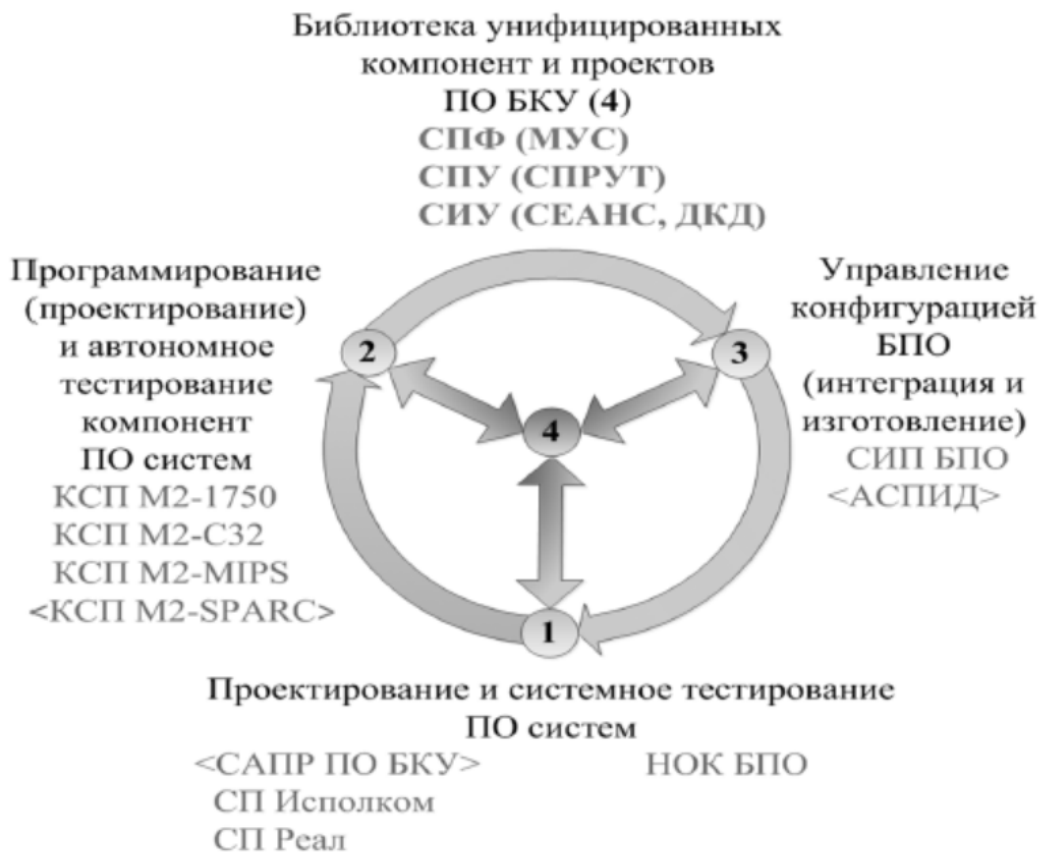 Библиотека унифицированных
компонент и проектов
ПО БКУ (4)
СПФ (МУС)
СПУ (СПРУТ)
СИУ (СЕАНС, ДКД)
Программирование
(проектирование)
и автономное
тестирование
компонент
ПО систем
КСП М2-1750
КСП М2-C32
КСП М2-MIPS
<КСП М2-SPARC>
2
3
4
1
Управление
конфигурацией
БПО
(интеграция и
изготовление)
СИП БПО
<АСПИД>
Проектирование и системное тестирование
ПО систем
<САПР ПО БКУ> НОК БПО
СП Исполком
СП Реал